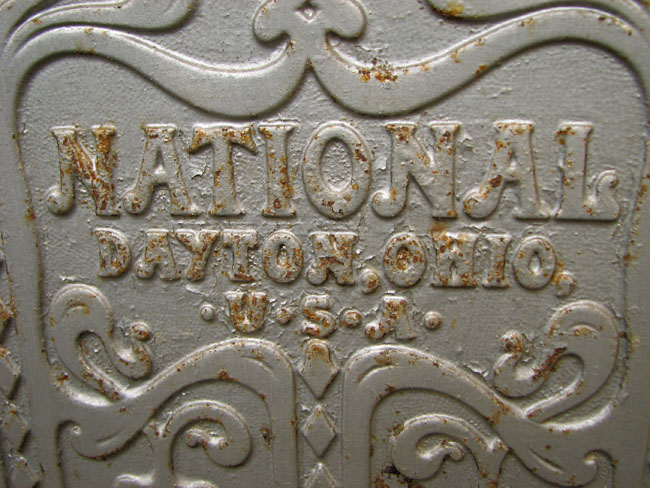 NATIONAL
DAYTON, OHIO,
·U·S·A·